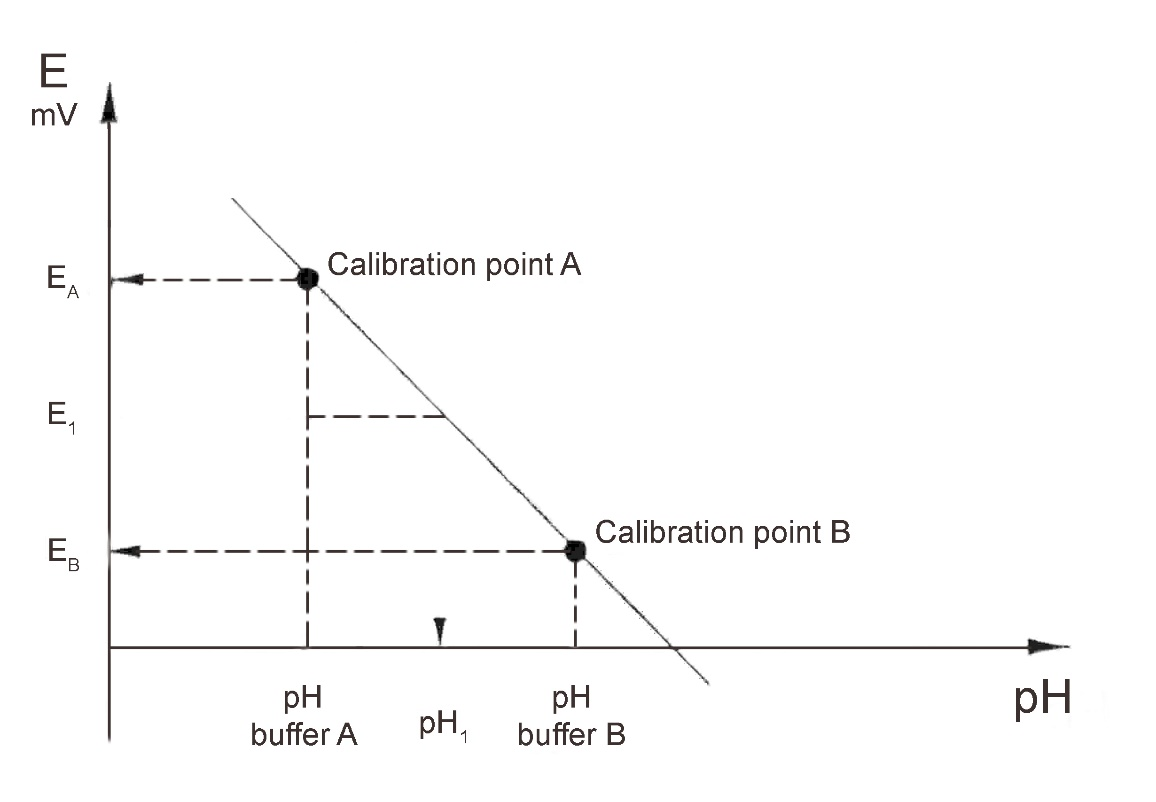 E
mV
Calibration point A
E_A
E_1
Calibration point B
E_B
pH
buffer A
pH_1
pH
buffer B
pH